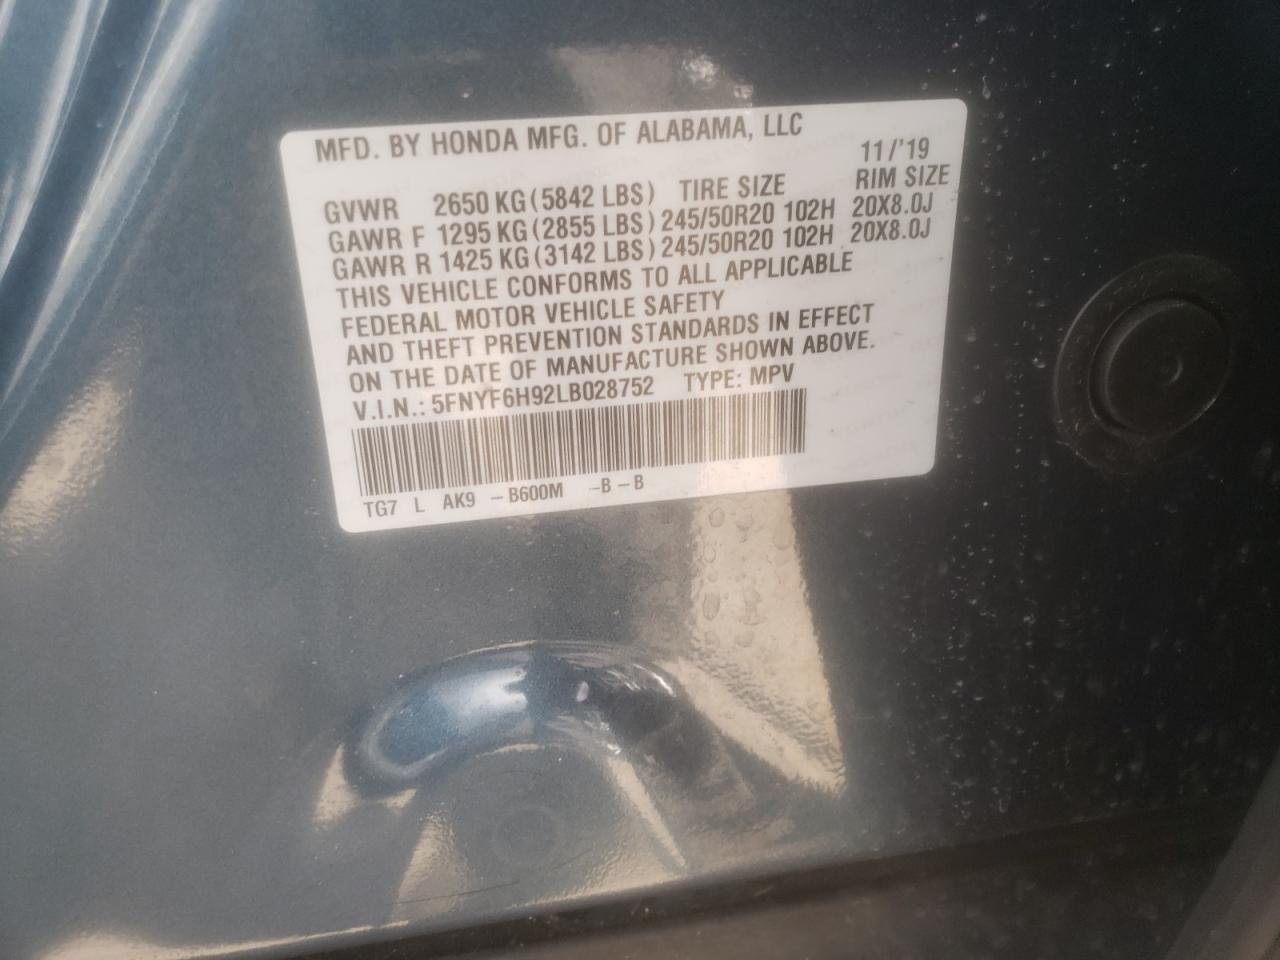 MFD. BY HONDA MFG. OF ALABAMA, LLC
11/'19
GVWR 2650 KG (5842 LBS) TIRE SIZE RIM SIZE
GAWR F 1295 KG (2855 LBS) 245/50R20 102H 20X8.0J
GAWR R 1425 KG (3142 LBS) 245/50R20 102H 20X8.0J
THIS VEHICLE CONFORMS TO ALL APPLICABLE
FEDERAL MOTOR VEHICLE SAFETY
AND THEFT PREVENTION STANDARDS IN EFFECT
ON THE DATE OF MANUFACTURE SHOWN ABOVE.
V.I.N.: 5FNYF6H92LB028752 TYPE: MPV
TG7 L AK9 -B600M -B-B